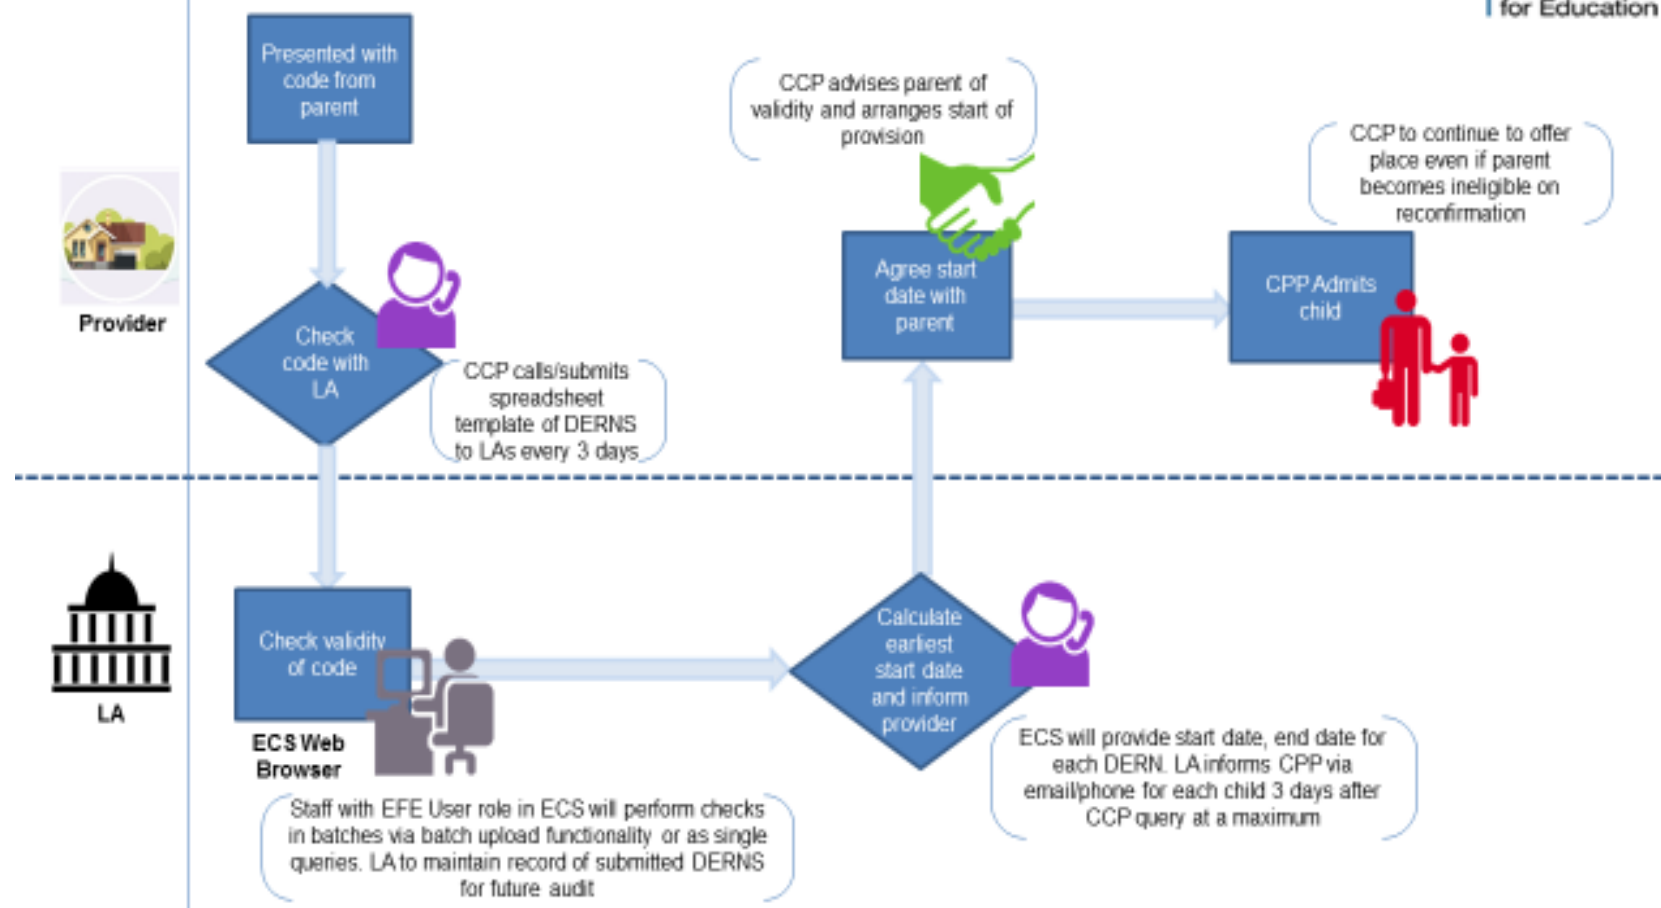 for Education
Presented with
code from
parent
CCP advises parent of
validity and arranges start of
provision
CCP to continue to offer
place even if parent
becomes ineligible on
reconfirmation
Provider
Check
code with
LA
CCP calls/submits
spreadsheet
template of DERNS
to LAs every 3 days
Agree start
date with
parent
CPP Admits
child
LA
Check validity
of code
ECS Web
Browser
Staff with EFE User role in ECS will perform checks
in batches via batch upload functionality or as single
queries. LA to maintain record of submitted DERNS
for future audit
Calculate
earliest
start date
and inform
provider
ECS will provide start date, end date for
each DERN. LA informs CPP via
email/phone for each child 3 days after
CCP query at a maximum